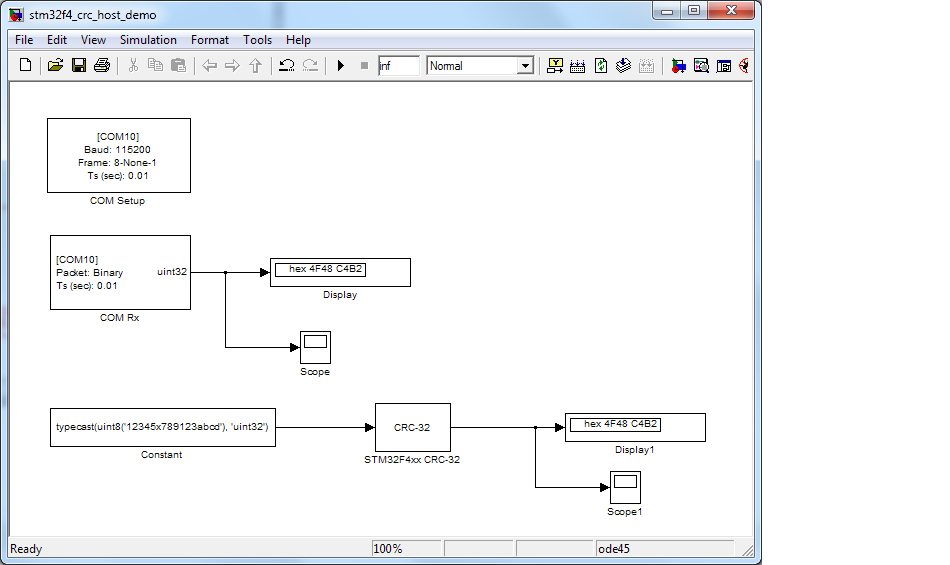 stm32f4_crc_host_demo
File Edit View Simulation Format Tools Help
inf Normal
[COM10]
Baud: 115200
Frame: 8-None-1
Ts (sec): 0.01
COM Setup
[COM10]
Packet: Binary
Ts (sec): 0.01
uint32
COM Rx
hex 4F48 C4B2
Display
Scope
typecast(uint8('12345x789123abcd'), 'uint32')
Constant
CRC-32
STM32F4xx CRC-32
hex 4F48 C4B2
Display1
Scope1
Ready 100% ode45